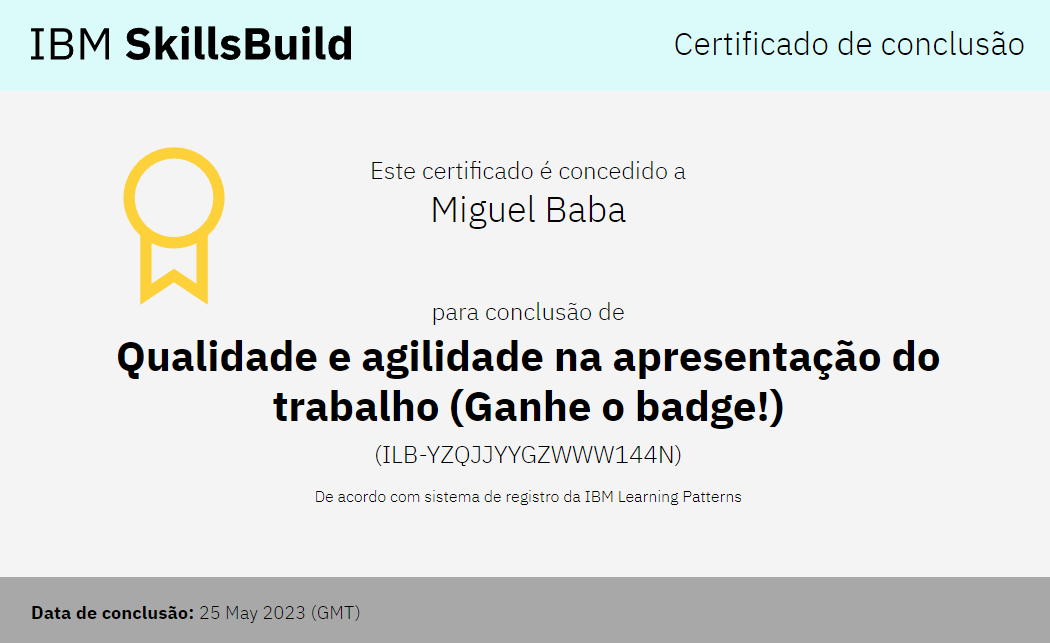 IBM SkillsBuild
Certificado de conclusão
Este certificado é concedido a
Miguel Baba
para conclusão de
Qualidade e agilidade na apresentação do
trabalho (Ganhe o badge!)
(ILB-YZQJJYYGZWWW144N)
De acordo com sistema de registro da IBM Learning Patterns
Data de conclusão: 25 May 2023 (GMT)